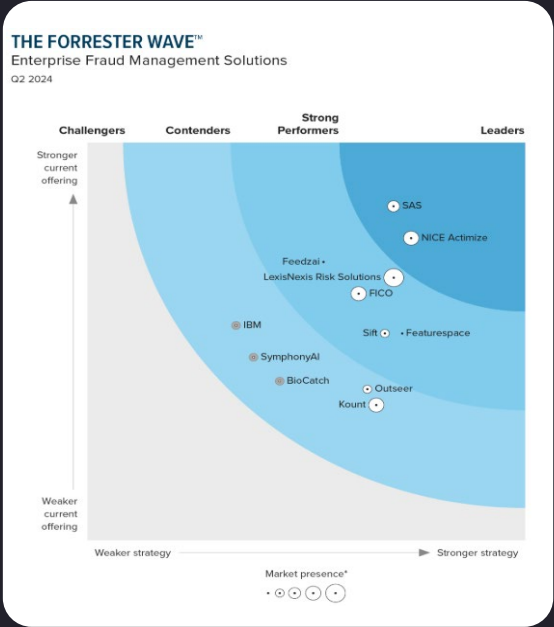 THE FORRESTER WAVE™
Enterprise Fraud Management Solutions
Q2 2024
Challengers
Contenders
Strong
Performers
Leaders
Stronger
current
offering
SAS
NICE Actimize
Feedzai
LexisNexis Risk Solutions
FICO
IBM
Sift
Featurespace
SymphonyAI
BioCatch
Outseer
Kount
Weaker
current
offering
Weaker strategy
Stronger strategy
Market presence*